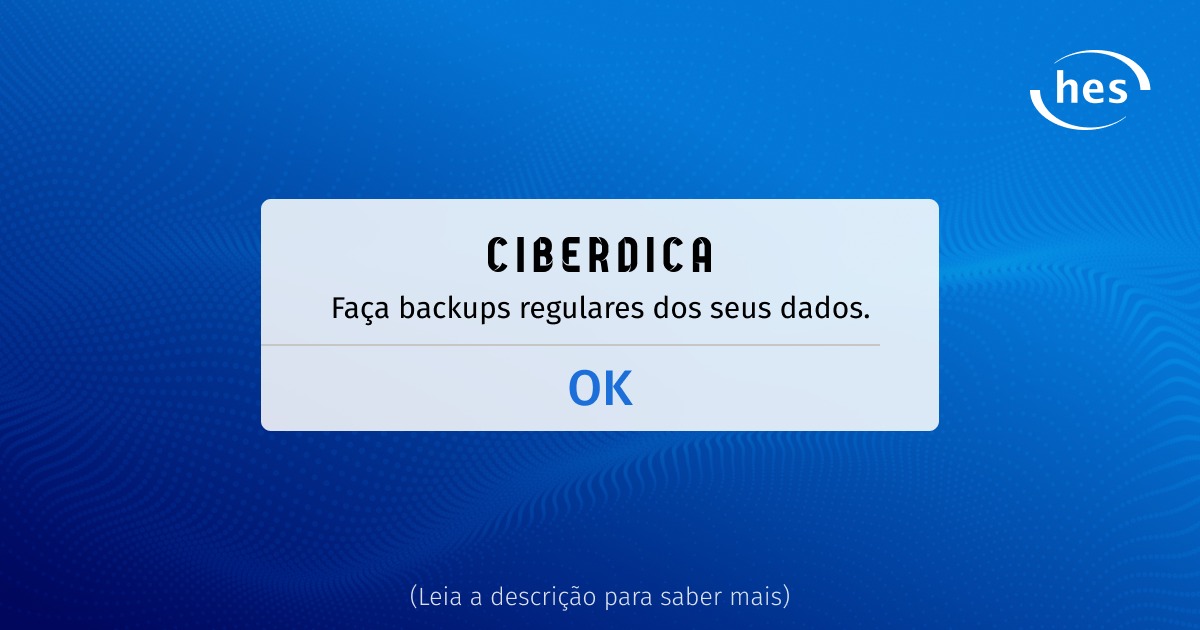 hes
CIBERDICA
Faça backups regulares dos seus dados.
OK
(Leia a descrição para saber mais)